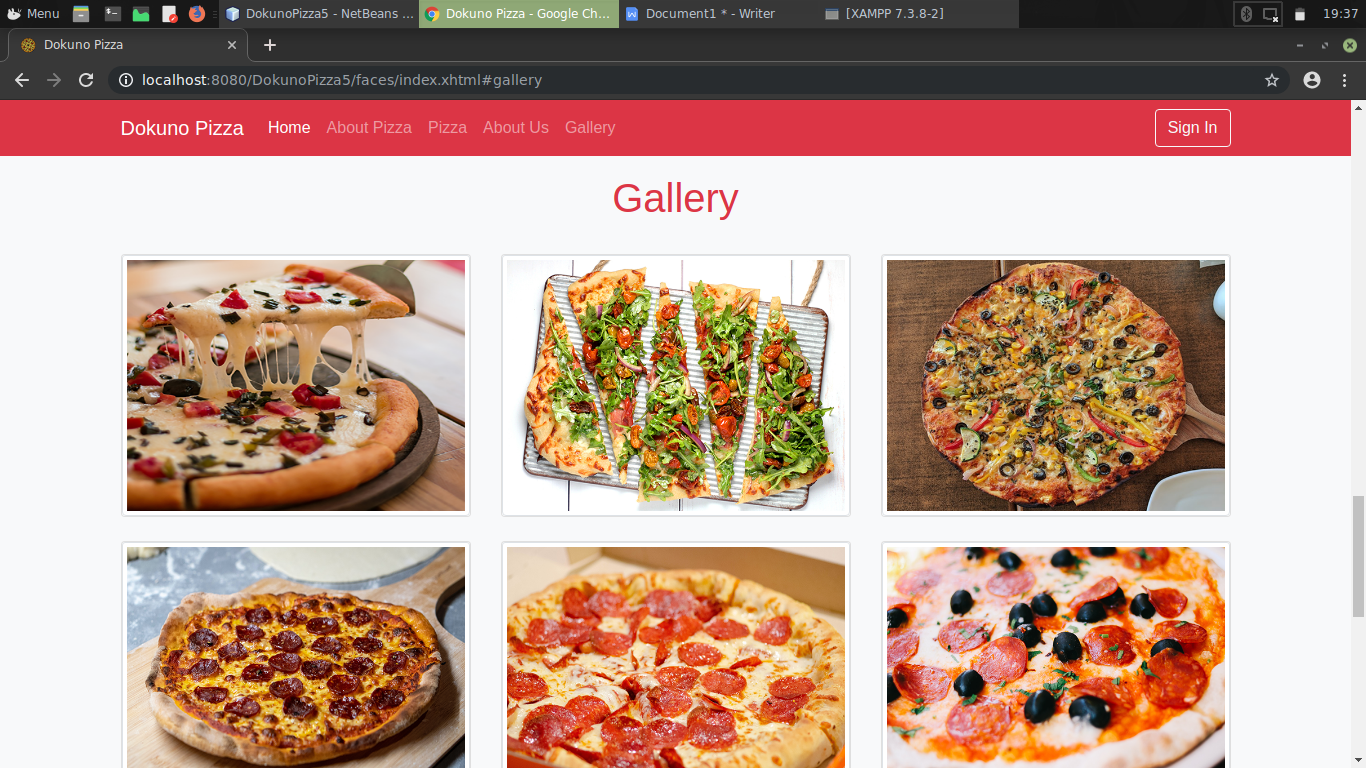 Menu DokunoPizza5 - NetBeans ... Dokuno Pizza - Google Ch... Document1 * - Writer [XAMPP 7.3.8-2] 19:37
Dokuno Pizza
localhost:8080/DokunoPizza5/faces/index.xhtml#gallery
Dokuno Pizza Home About Pizza Pizza About Us Gallery Sign In
Gallery